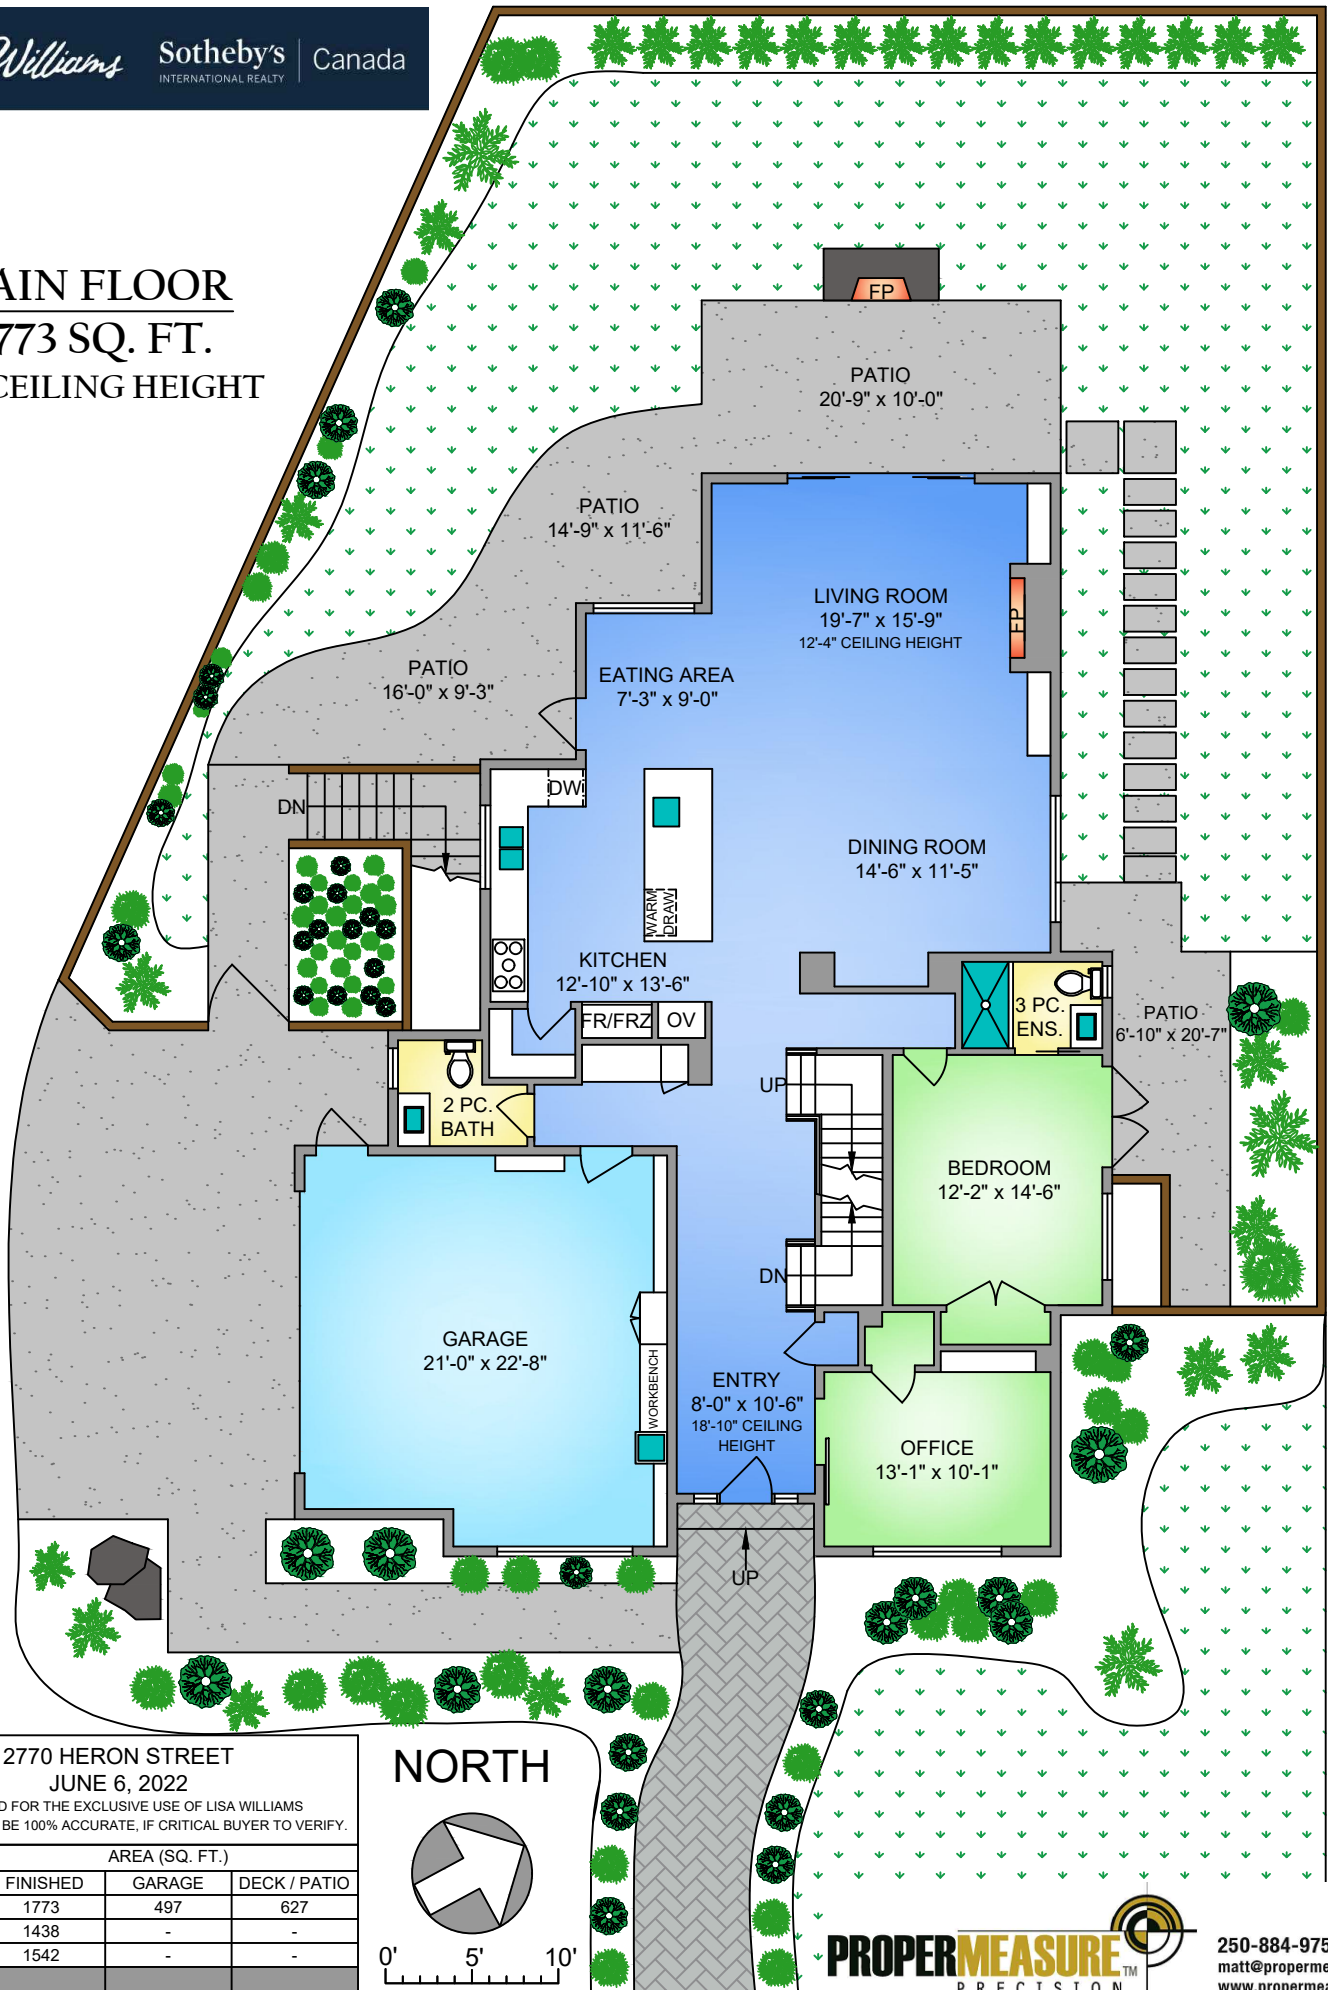 Williams
Sotheby's
INTERNATIONAL REALTY
Canada
AIN FLOOR
773 SQ. FT.
CEILING HEIGHT
FP
PATIO
20'-9" x 10'-0"
PATIO
14'-9" x 11'-6"
LIVING ROOM
19'-7" x 15'-9"
12'-4" CEILING HEIGHT
FP
EATING AREA
7'-3" x 9'-0"
PATIO
16'-0" x 9'-3"
DW
DN
DINING ROOM
14'-6" x 11'-5"
WARM
DRAW
KITCHEN
12'-10" x 13'-6"
FR/FRZ
OV
3 PC.
ENS.
PATIO
6'-10" x 20'-7"
UP
2 PC.
BATH
BEDROOM
12'-2" x 14'-6"
DN
GARAGE
21'-0" x 22'-8"
WORKBENCH
ENTRY
8'-0" x 10'-6"
18'-10" CEILING
HEIGHT
OFFICE
13'-1" x 10'-1"
UP
2770 HERON STREET
JUNE 6, 2022
D FOR THE EXCLUSIVE USE OF LISA WILLIAMS
BE 100% ACCURATE, IF CRITICAL BUYER TO VERIFY.
AREA (SQ. FT.)
FINISHED GARAGE DECK / PATIO
1773 497 627
1438 - -
1542 - -
NORTH
0' 5' 10'
PROPERMEASURE TM
PRECISION
250-884-975
matt@properme
www.propermea